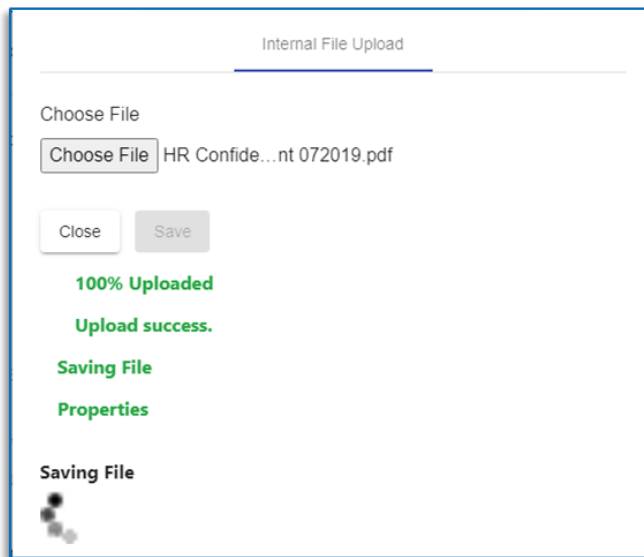 Internal File Upload
Choose File
Choose File HR Confide...nt 072019.pdf
Close Save
100% Uploaded
Upload success.
Saving File
Properties
Saving File